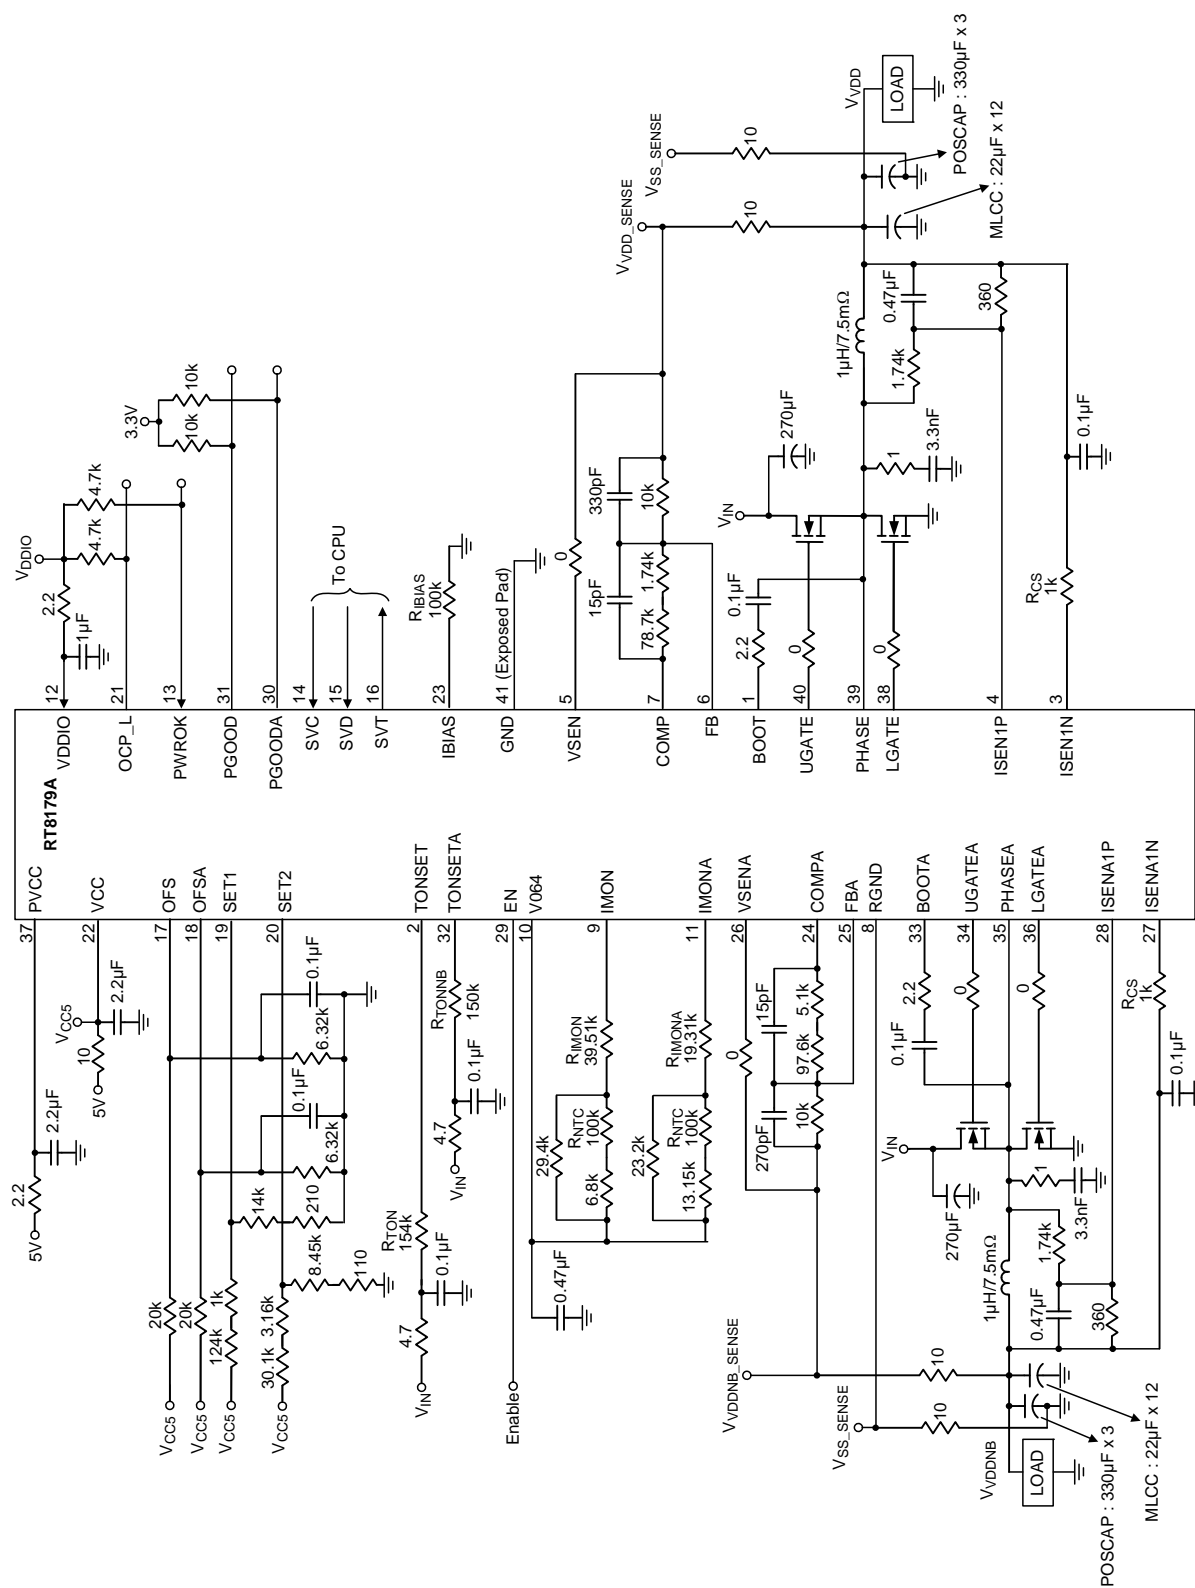 RT8179A
5V
2.2
2.2µF
37
PVCC
5V
10
VCC5
2.2µF
22
VCC
VCC5
20k
17
OFS
VCC5
20k
18
OFSA
VCC5
124k
1k
19
SET1
VCC5
30.1k
3.16k
20
SET2
14k
210
6.32k
0.1µF
6.32k
0.1µF
8.45k
110
VIN
4.7
RTON
154k
0.1µF
2
TONSET
VIN
4.7
RTONNB
150k
0.1µF
32
TONSETA
Enable
29
EN
10
V064
0.47µF
29.4k
6.8k
RNTC
100k
RIMON
39.51k
9
IMON
23.2k
13.15k
RNTC
100k
RIMONA
19.31k
11
IMONA
0
26
VSENA
VVDDNB_SENSE
270pF
15pF
10k
97.6k
5.1k
24
COMPA
25
FBA
VSS_SENSE
8
RGND
10
10
0.1µF
2.2
33
BOOTA
VIN
270µF
0
34
UGATEA
35
PHASEA
0
36
LGATEA
1
3.3nF
1µH/7.5mΩ
1.74k
0.47µF
360
28
ISENA1P
RCS
1k
27
ISENA1N
0.1µF
VVDDNB
LOAD
POSCAP : 330µF x 3
MLCC : 22µF x 12
VDDIO
2.2
1µF
12
VDDIO
4.7k
4.7k
21
OCP_L
13
PWROK
3.3V
10k
10k
31
PGOOD
30
PGOODA
14
SVC
15
SVD
16
SVT
To CPU
RIBIAS
100k
23
IBIAS
41 (Exposed Pad)
GND
0
5
VSEN
VVDD_SENSE
15pF
330pF
78.7k
1.74k
10k
7
COMP
6
FB
VSS_SENSE
10
10
2.2
0.1µF
1
BOOT
VIN
270µF
0
40
UGATE
39
PHASE
0
38
LGATE
1
3.3nF
1µH/7.5mΩ
1.74k
0.47µF
360
4
ISEN1P
RCS
1k
3
ISEN1N
0.1µF
VVDD
LOAD
POSCAP : 330µF x 3
MLCC : 22µF x 12